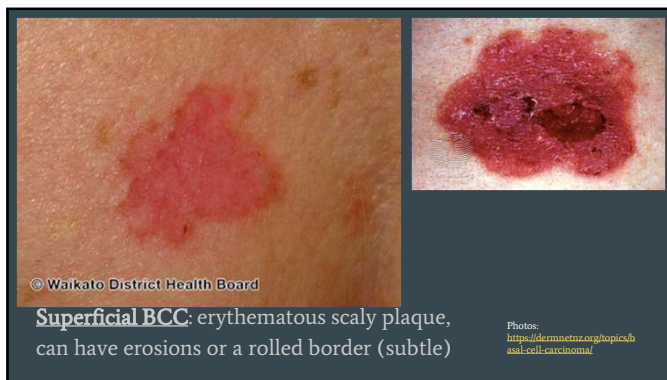 © Waikato District Health Board
Superficial BCC: erythematous scaly plaque,
can have erosions or a rolled border (subtle)
Photos:
https://dermnetnz.org/topics/b
asal-cell-carcinoma/